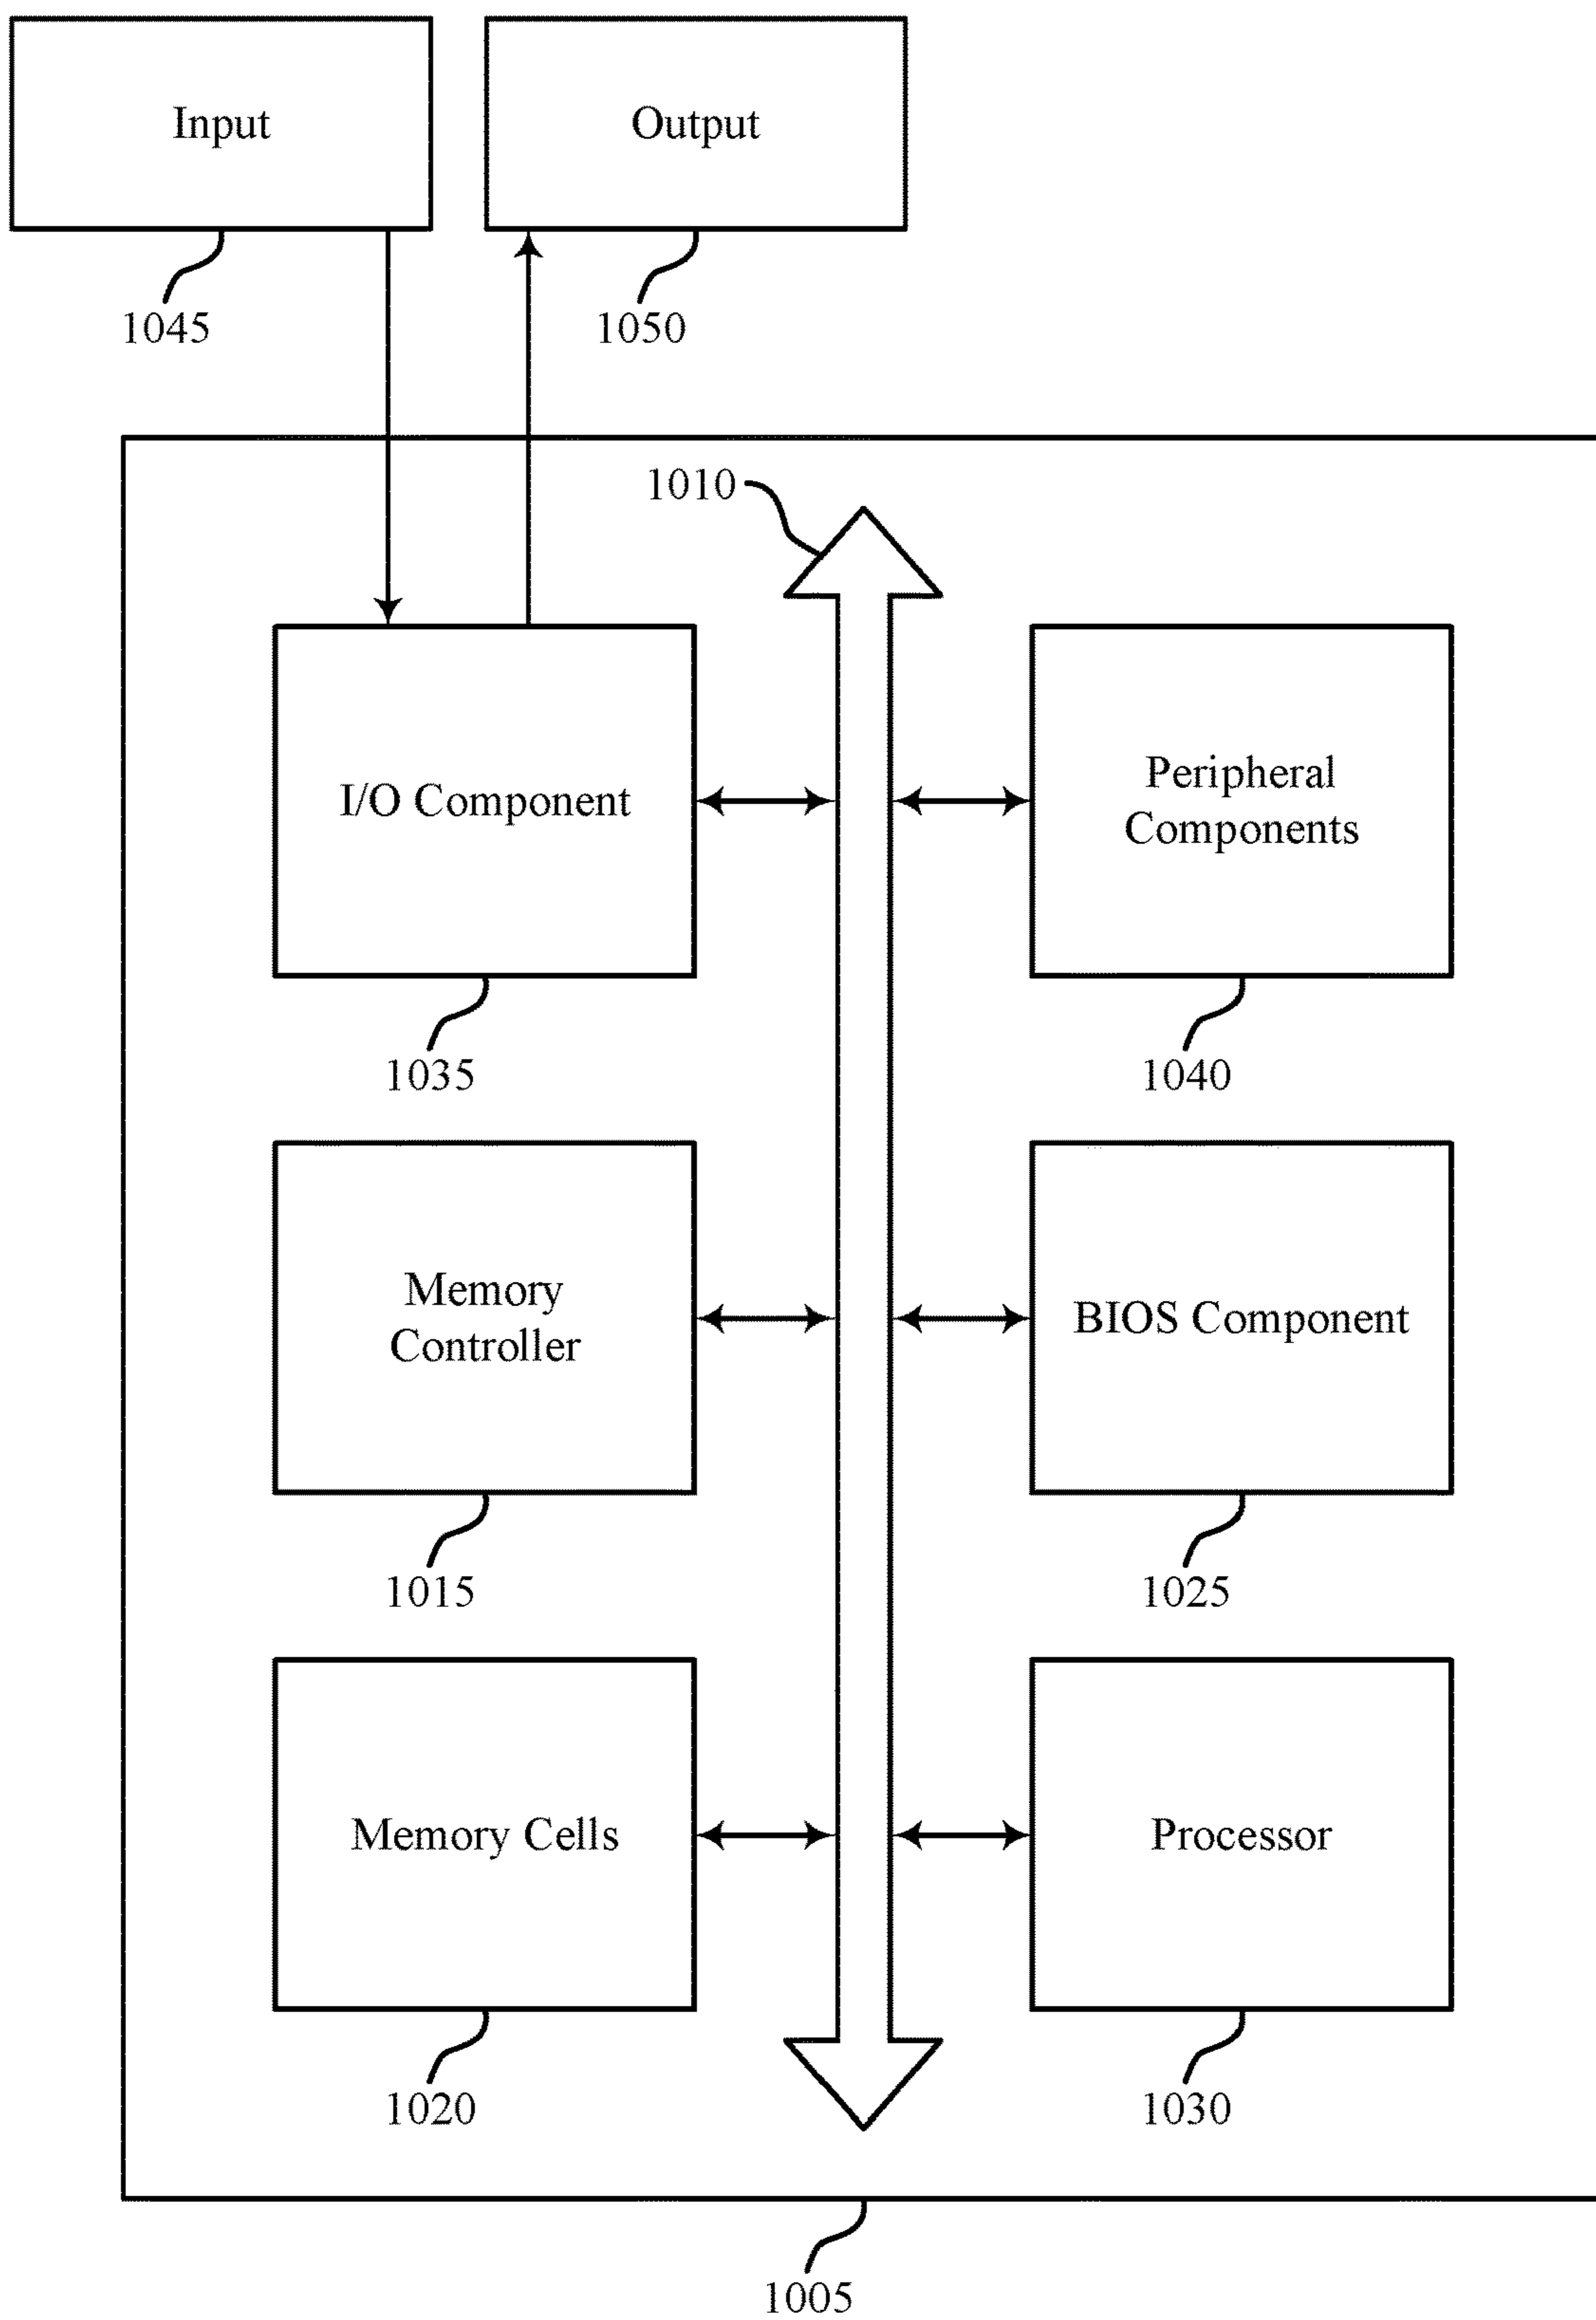 Input
Output
1045
1050
1010
I/O Component
Peripheral
Components
1035
1040
Memory
Controller
BIOS Component
1015
1025
Memory Cells
Processor
1020
1030
1005